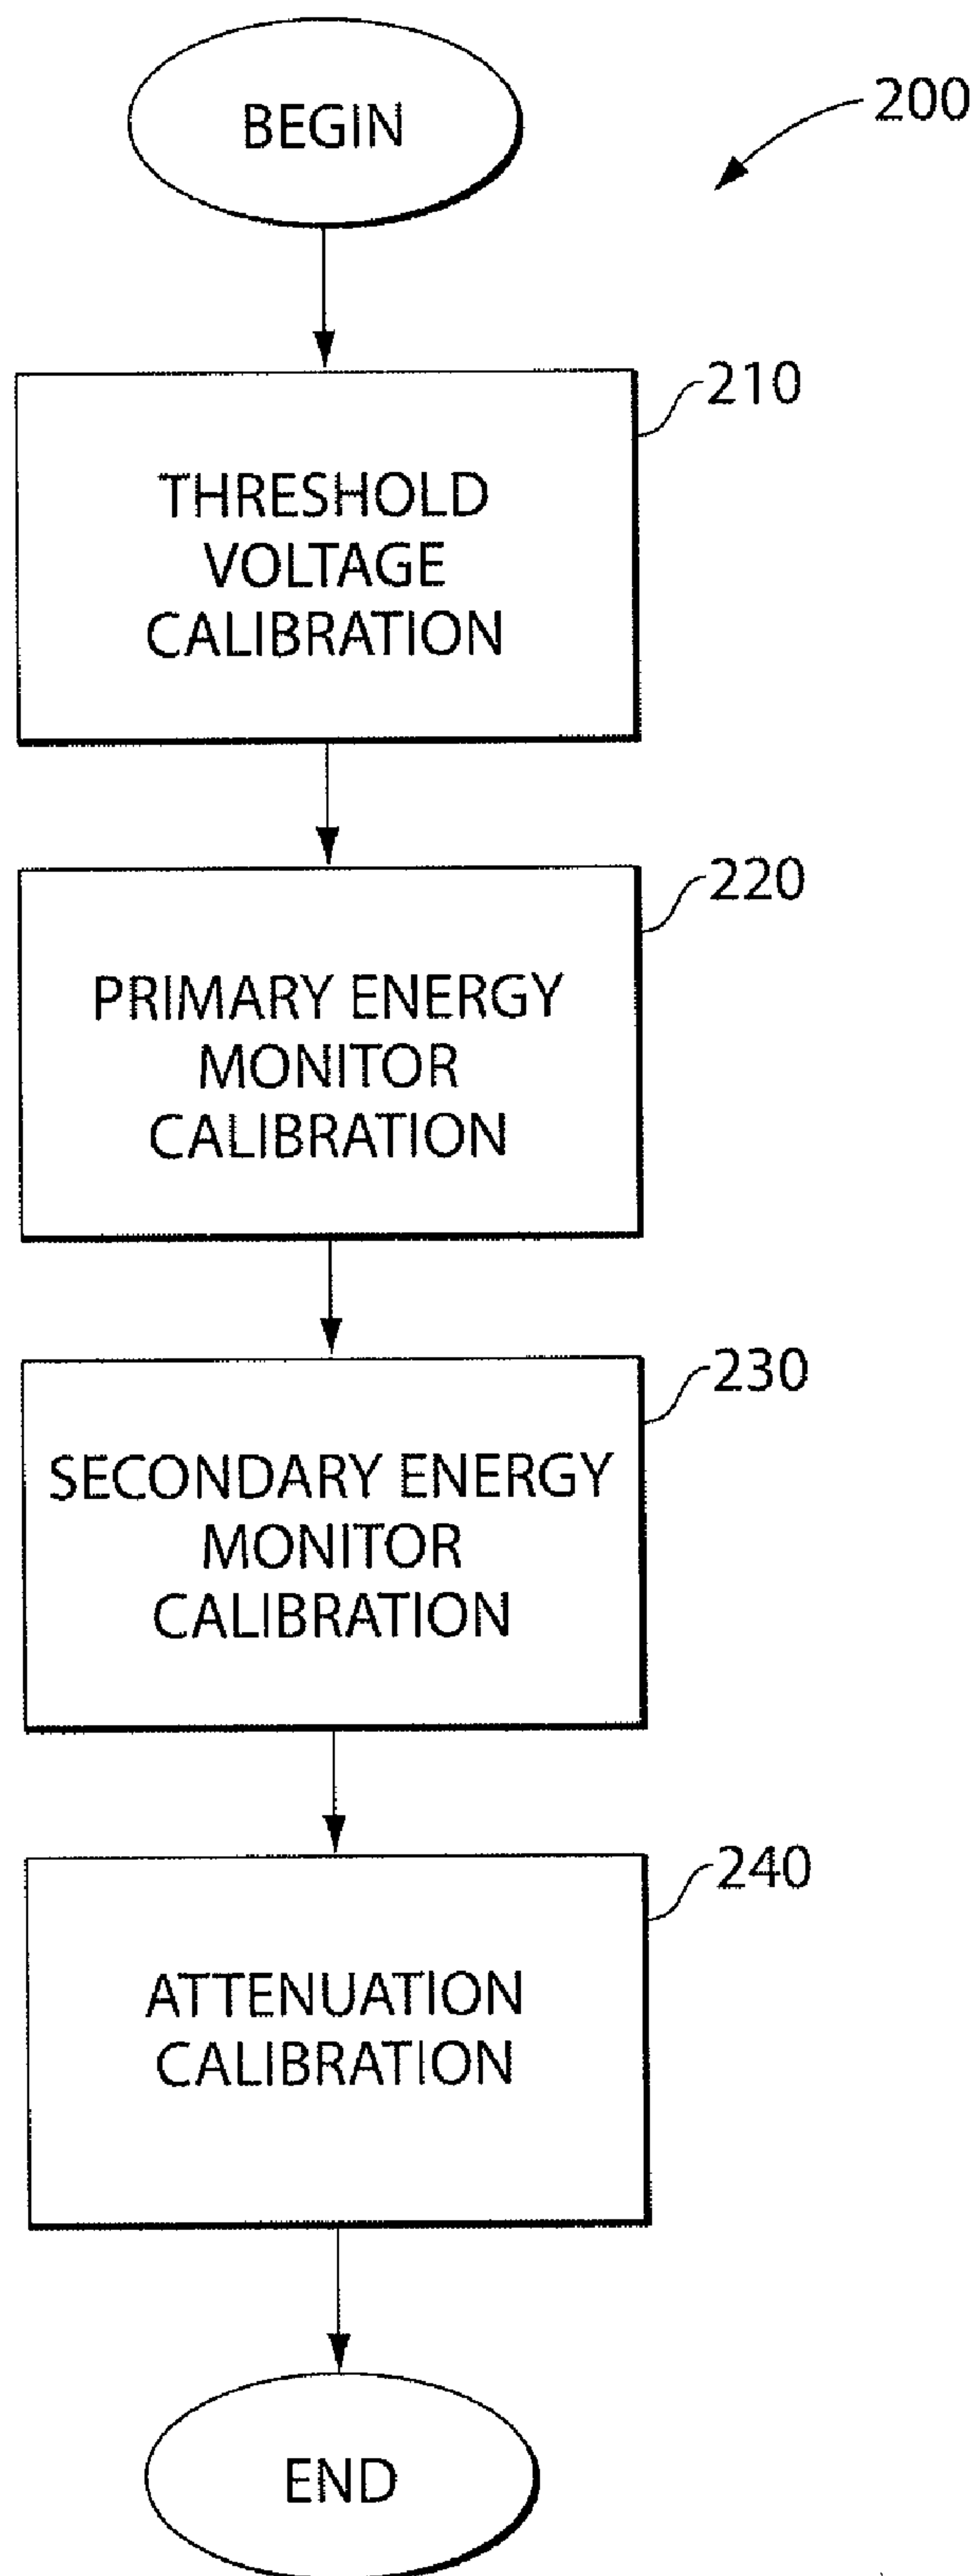 BEGIN
200
210
THRESHOLD
VOLTAGE
CALIBRATION
220
PRIMARY ENERGY
MONITOR
CALIBRATION
230
SECONDARY ENERGY
MONITOR
CALIBRATION
240
ATTENUATION
CALIBRATION
END